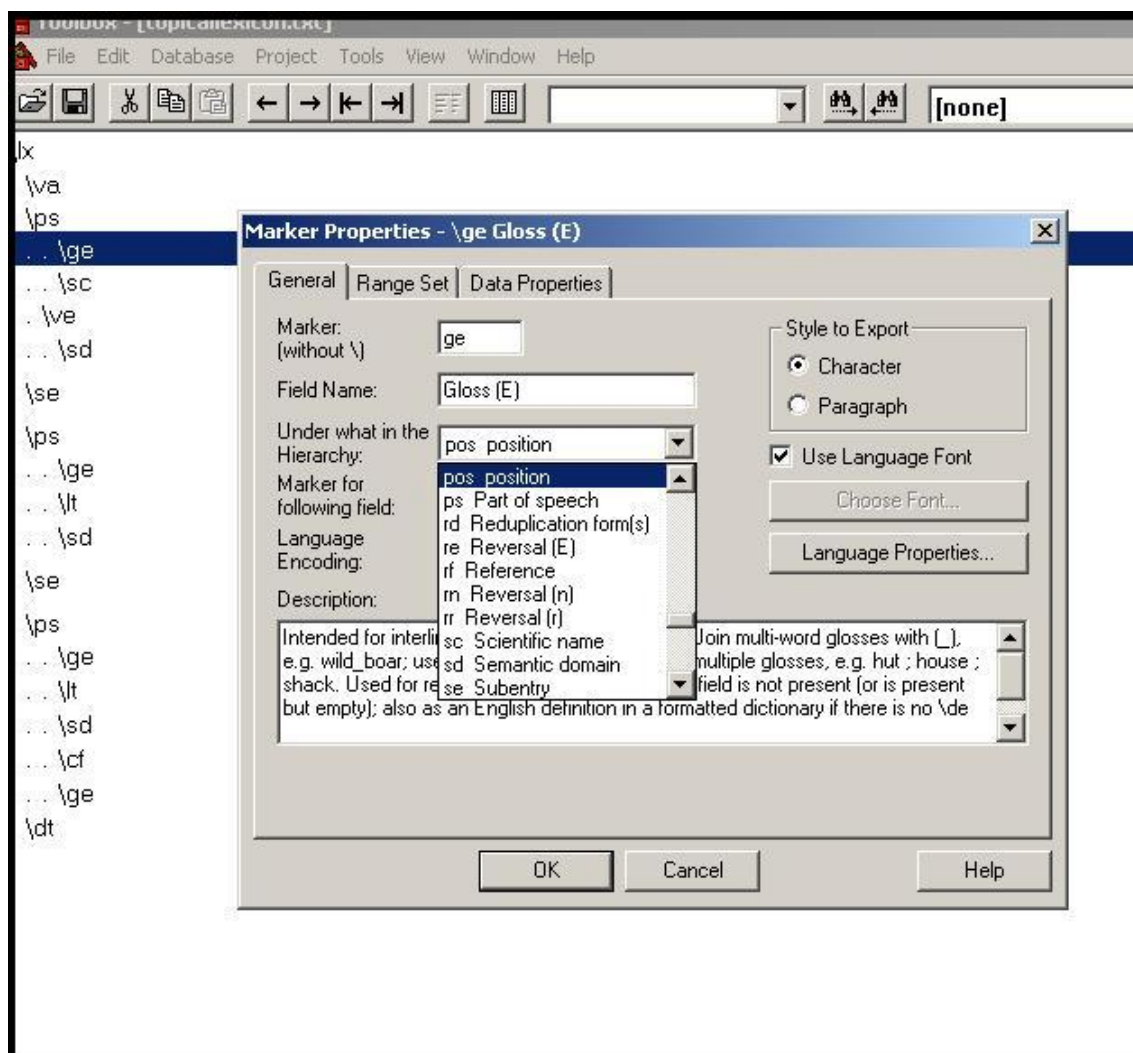 Toolbox - [topicallexicon.txt]
File Edit Database Project Tools View Window Help
[none]
\lx
\va
\ps
. . \ge
. . \sc
. \ve
. . \sd
\se
\ps
. . \ge
. . \lt
. . \sd
\se
\ps
. . \ge
. . \lt
. . \sd
. . \cf
. . \ge
\dt
Marker Properties - \ge Gloss (E)
General Range Set Data Properties
Marker:
(without \)
ge
Field Name:
Gloss (E)
Under what in the
Hierarchy:
pos position
pos position
ps Part of speech
rd Reduplication form(s)
re Reversal (E)
rf Reference
rn Reversal (n)
rr Reversal (r)
sc Scientific name
sd Semantic domain
se Subentry
Marker for
following field:
Language
Encoding:
Description:
Intended for interli Join multi-word glosses with (_),
e.g. wild_boar; use multiple glosses, e.g. hut ; house ;
shack. Used for re field is not present (or is present
but empty); also as an English definition in a formatted dictionary if there is no \de
Style to Export
Character
Paragraph
Use Language Font
Choose Font...
Language Properties...
OK Cancel Help